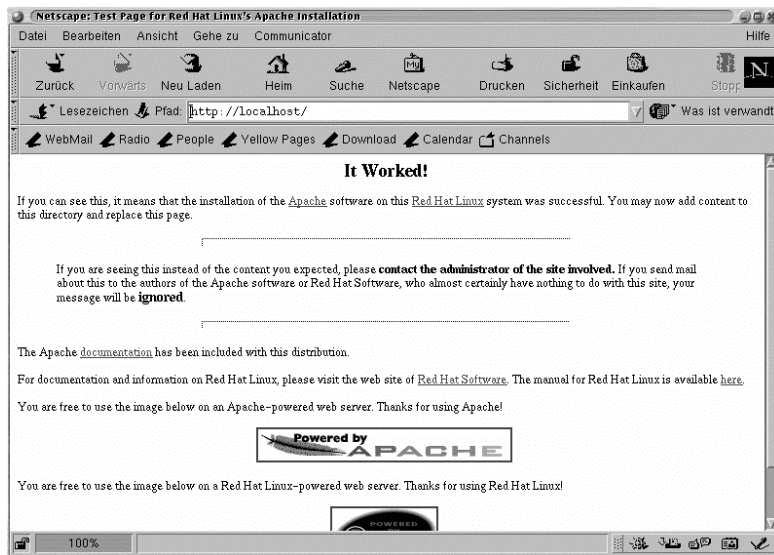 Netscape: Test Page for Red Hat Linux's Apache Installation
Datei Bearbeiten Ansicht Gehe zu Communicator Hilfe
Zurück Vorwärts Neu Laden Heim Suche Netscape Drucken Sicherheit Einkaufen Stopp N
My
Lesezeichen Pfad: http://localhost/ Was ist verwandt
WebMail Radio People Yellow Pages Download Calendar Channels
It Worked!
If you can see this, it means that the installation of the Apache software on this Red Hat Linux system was successful. You may now add content to
this directory and replace this page.
If you are seeing this instead of the content you expected, please contact the administrator of the site involved. If you send mail
about this to the authors of the Apache software or Red Hat Software, who almost certainly have nothing to do with this site, your
message will be ignored.
The Apache documentation has been included with this distribution.
For documentation and information on Red Hat Linux, please visit the web site of Red Hat Software. The manual for Red Hat Linux is available here.
You are free to use the image below on an Apache-powered web server. Thanks for using Apache!
Powered by
APACHE
You are free to use the image below on a Red Hat Linux-powered web server. Thanks for using Red Hat Linux!
POWERED
100%